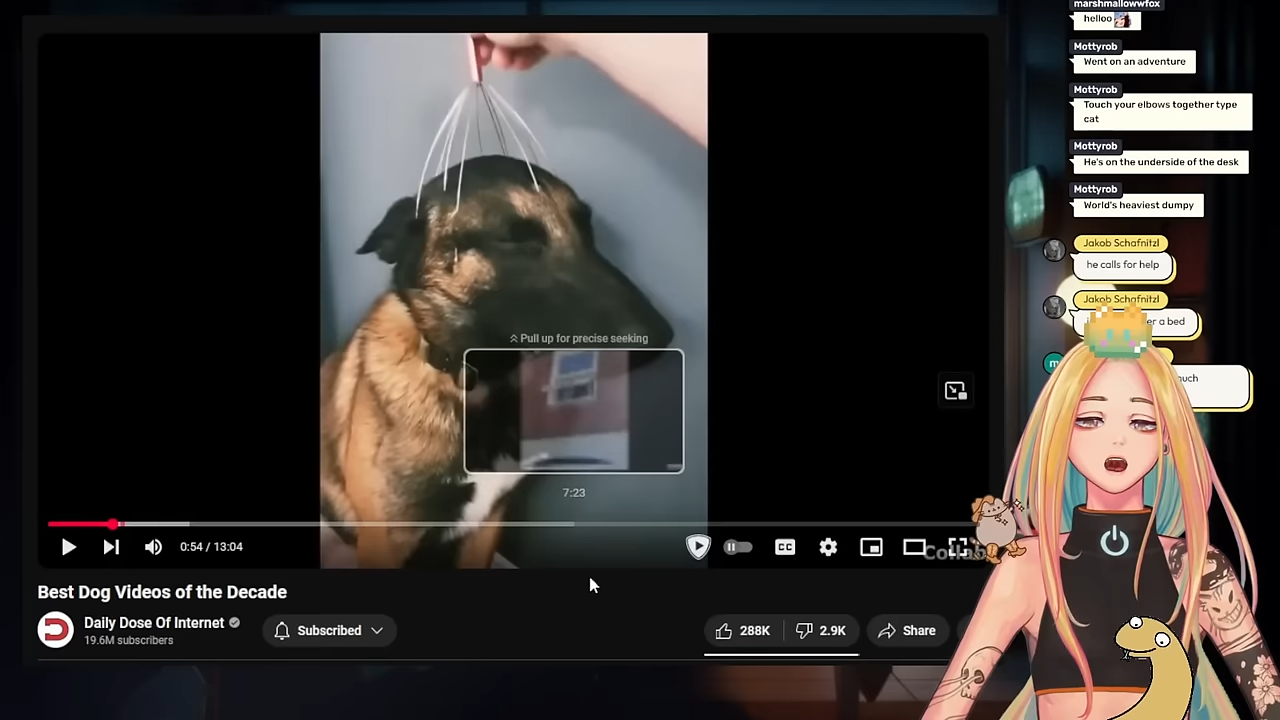 marshmallowwfox
helloo
Mottyrob
Went on an adventure
Mottyrob
Touch your elbows together type
cat
Mottyrob
He's on the underside of the desk
Mottyrob
World's heaviest dumpy
Jakob Schafnitzl
he calls for help
Jakob Schafnitzl
er a bed
m
Pull up for precise seeking
7:23
0:54 / 13:04
CC
Collab
Best Dog Videos of the Decade
Daily Dose Of Internet
19.6M subscribers
Subscribed
288K
2.9K
Share